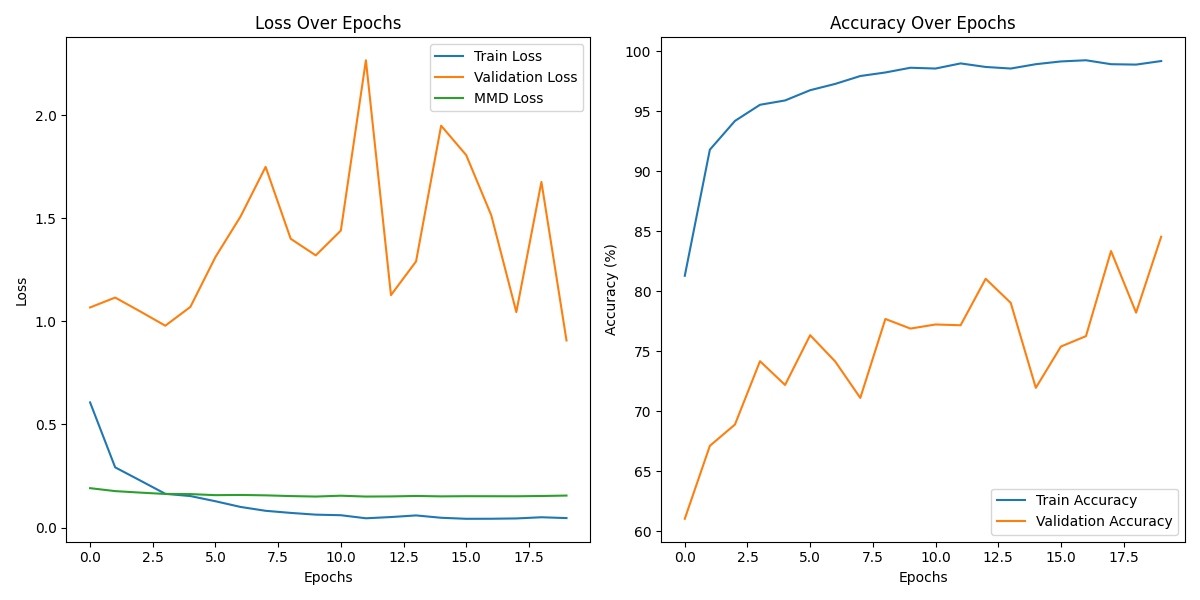 Loss Over Epochs
Train Loss
Validation Loss
MMD Loss
2.0
1.5
1.0
0.5
0.0
Loss
0.0 2.5 5.0 7.5 10.0 12.5 15.0 17.5
Epochs
Accuracy Over Epochs
100
95
90
85
80
75
70
65
60
Accuracy (%)
Train Accuracy
Validation Accuracy
0.0 2.5 5.0 7.5 10.0 12.5 15.0 17.5
Epochs